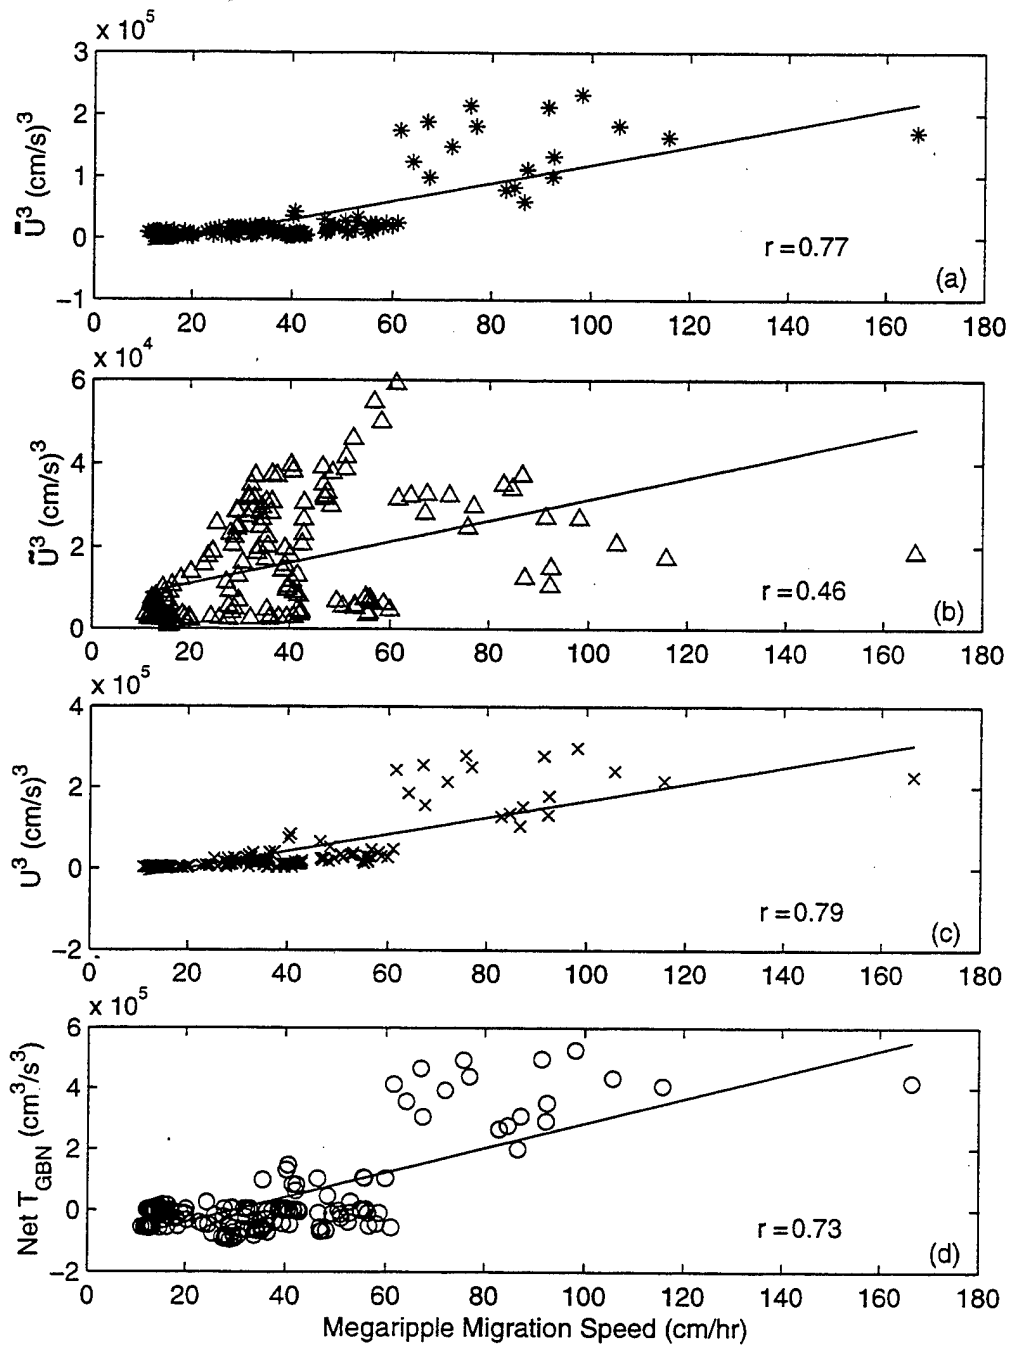 x 10^5
3
2
1
0
−1
Ū^3 (cm/s)^3
r=0.77
(a)
0 20 40 60 80 100 120 140 160 180
x 10^4
6
4
2
0
Ũ^3 (cm/s)^3
r=0.46
(b)
0 20 40 60 80 100 120 140 160 180
x 10^5
4
2
0
−2
U^3 (cm/s)^3
r=0.79
(c)
0 20 40 60 80 100 120 140 160 180
x 10^5
6
4
2
0
−2
Net T_GBN (cm^3/s^3)
r=0.73
(d)
0 20 40 60 80 100 120 140 160 180
Megaripple Migration Speed (cm/hr)